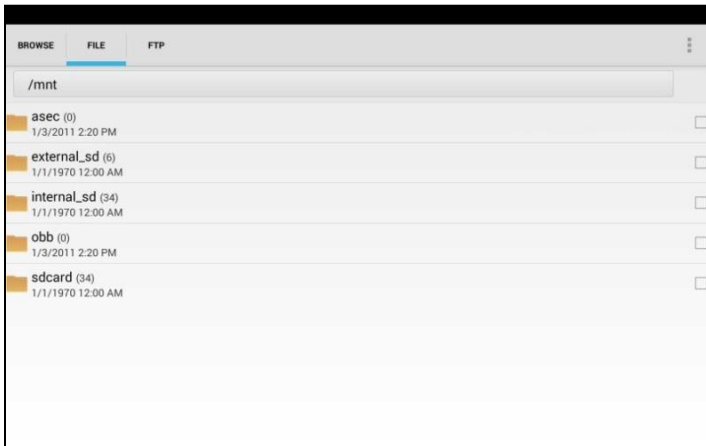 BROWSE FILE FTP
/mnt
asec (0)
1/3/2011 2:20 PM
external_sd (6)
1/1/1970 12:00 AM
internal_sd (34)
1/1/1970 12:00 AM
obb (0)
1/3/2011 2:20 PM
sdcard (34)
1/1/1970 12:00 AM